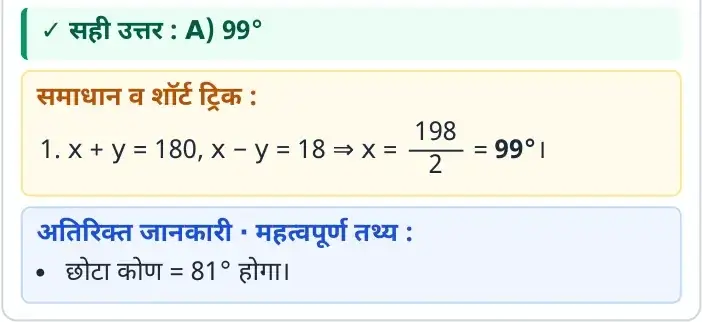 ✓ सही उत्तर : A) 99°
समाधान व शॉर्ट ट्रिक :
1. x + y = 180, x − y = 18 ⇒ x = 198/2 = 99°।
अतिरिक्त जानकारी · महत्वपूर्ण तथ्य :
• छोटा कोण = 81° होगा।